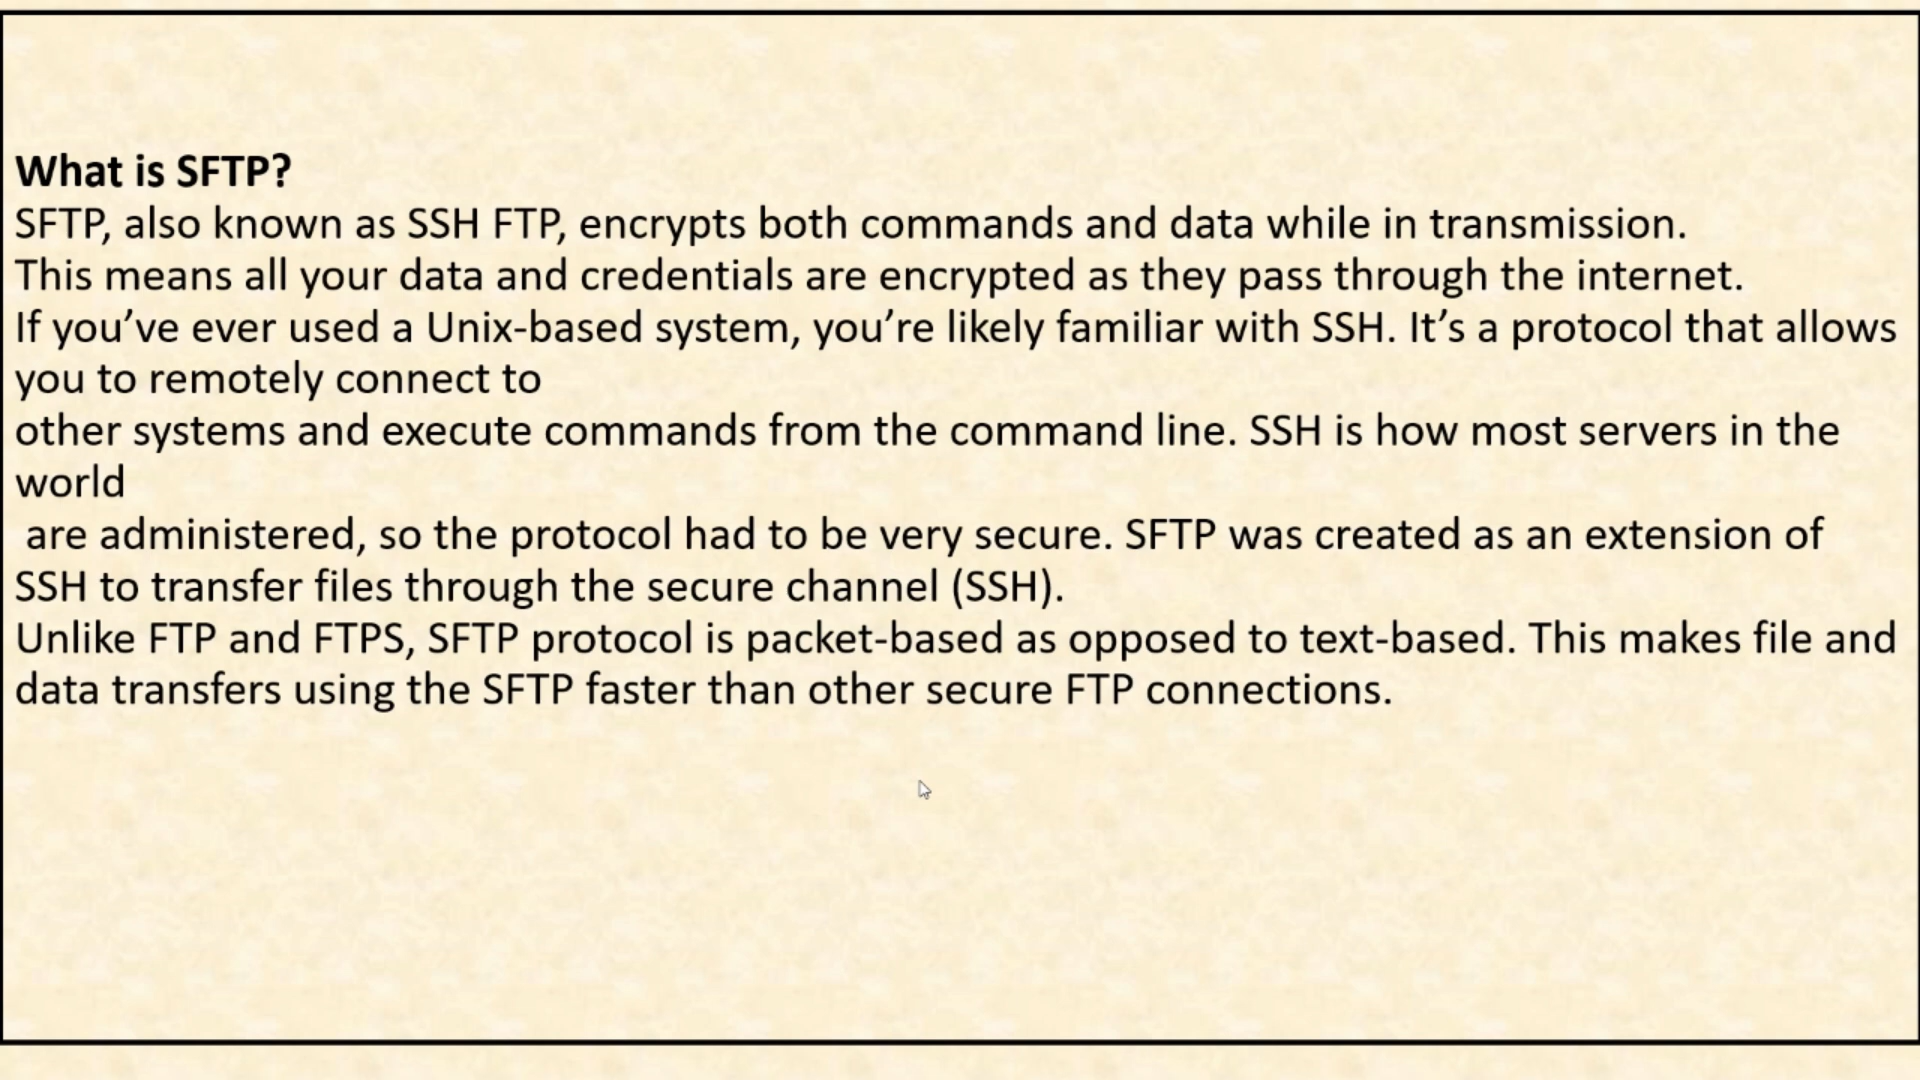 What is SFTP?
SFTP, also known as SSH FTP, encrypts both commands and data while in transmission.
This means all your data and credentials are encrypted as they pass through the internet.
If you’ve ever used a Unix-based system, you’re likely familiar with SSH. It’s a protocol that allows
you to remotely connect to
other systems and execute commands from the command line. SSH is how most servers in the
world
are administered, so the protocol had to be very secure. SFTP was created as an extension of
SSH to transfer files through the secure channel (SSH).
Unlike FTP and FTPS, SFTP protocol is packet-based as opposed to text-based. This makes file and
data transfers using the SFTP faster than other secure FTP connections.